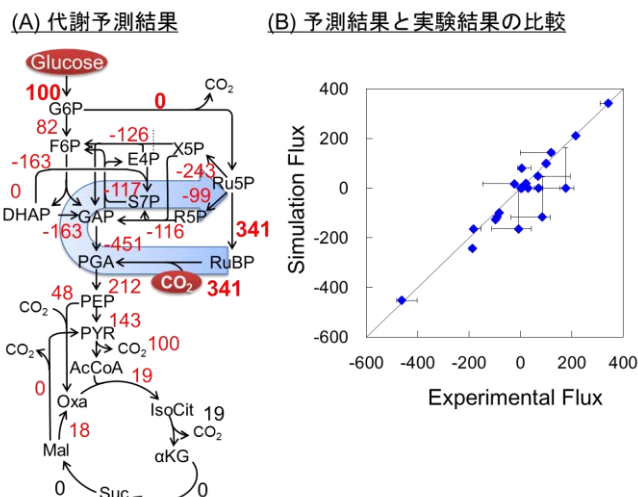 (A) 代謝予測結果
(B) 予測結果と実験結果の比較
Glucose
CO₂
100
0
G6P
82
-126
F6P
X5P
E4P
-163
-243
Ru5P
0
-117
-99
S7P
DHAP
GAP
R5P
-163
-116
341
-451
PGA
RuBP
CO₂
341
212
48
PEP
CO₂
143
PYR
CO₂
CO₂
100
AcCoA
0
19
Oxa
IsoCit
19
18
CO₂
Mal
αKG
0
0
Suc
400
200
0
-200
-400
-600
Simulation Flux
-600
-400
-200
0
200
400
Experimental Flux